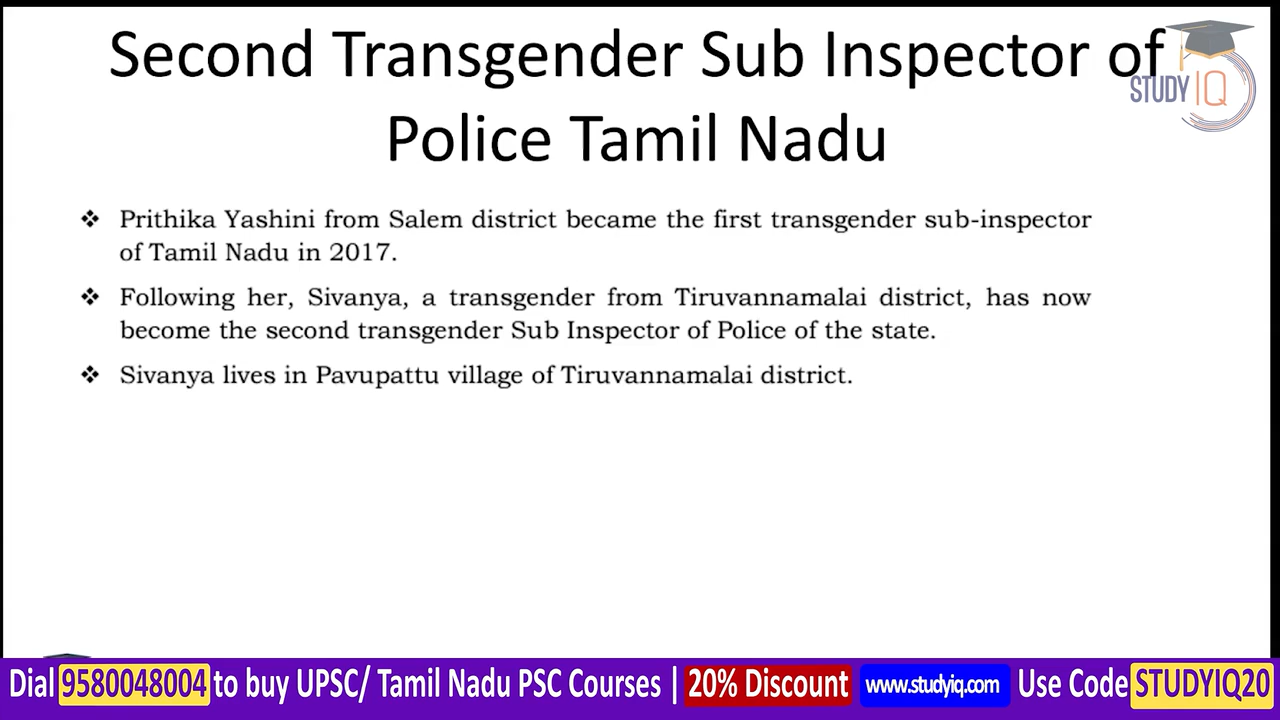 Second Transgender Sub Inspector of
Police Tamil Nadu
STUDY IQ
❖ Prithika Yashini from Salem district became the first transgender sub-inspector
of Tamil Nadu in 2017.
❖ Following her, Sivanya, a transgender from Tiruvannamalai district, has now
become the second transgender Sub Inspector of Police of the state.
❖ Sivanya lives in Pavupattu village of Tiruvannamalai district.
Dial 9580048004 to buy UPSC/ Tamil Nadu PSC Courses | 20% Discount www.studyiq.com Use Code STUDYIQ20